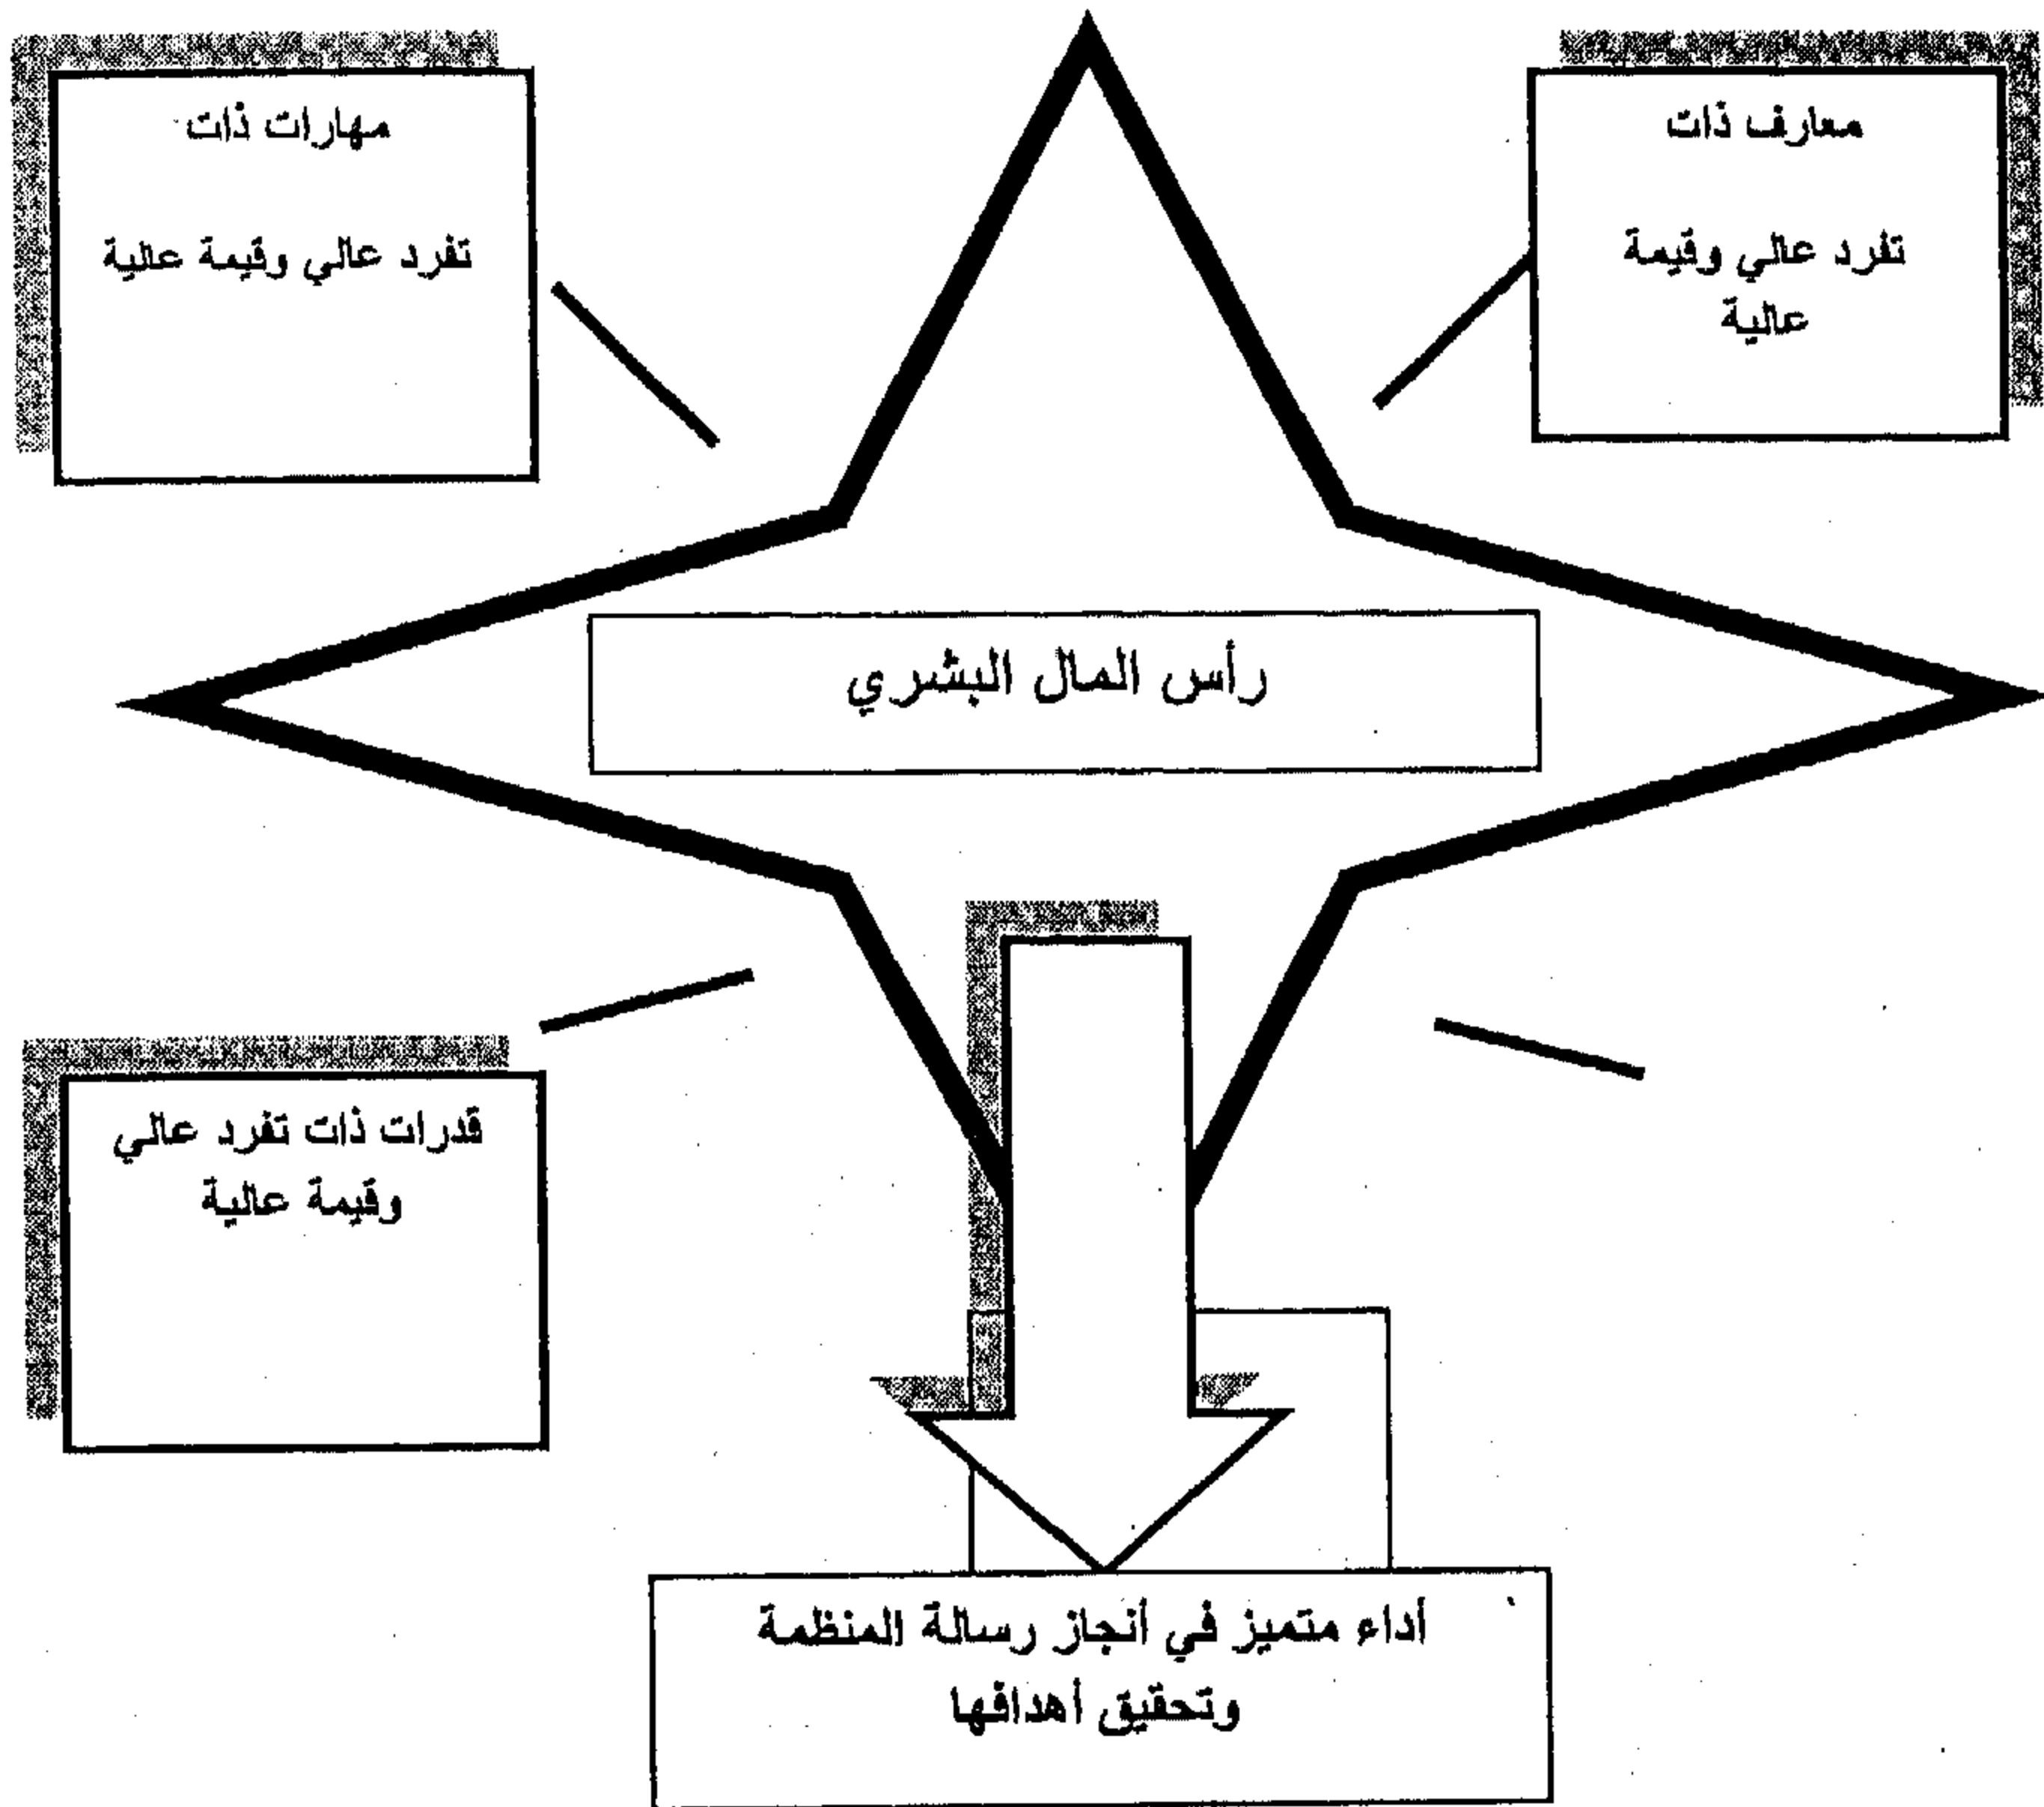 معارف ذات
تفرد عالي وقيمة
عالية
مهارات ذات
تفرد عالي وقيمة عالية
رأس المال البشري
قدرات ذات تفرد عالي
وقيمة عالية
أداء متميز في أنجاز رسالة المنظمة
وتحقيق أهدافها